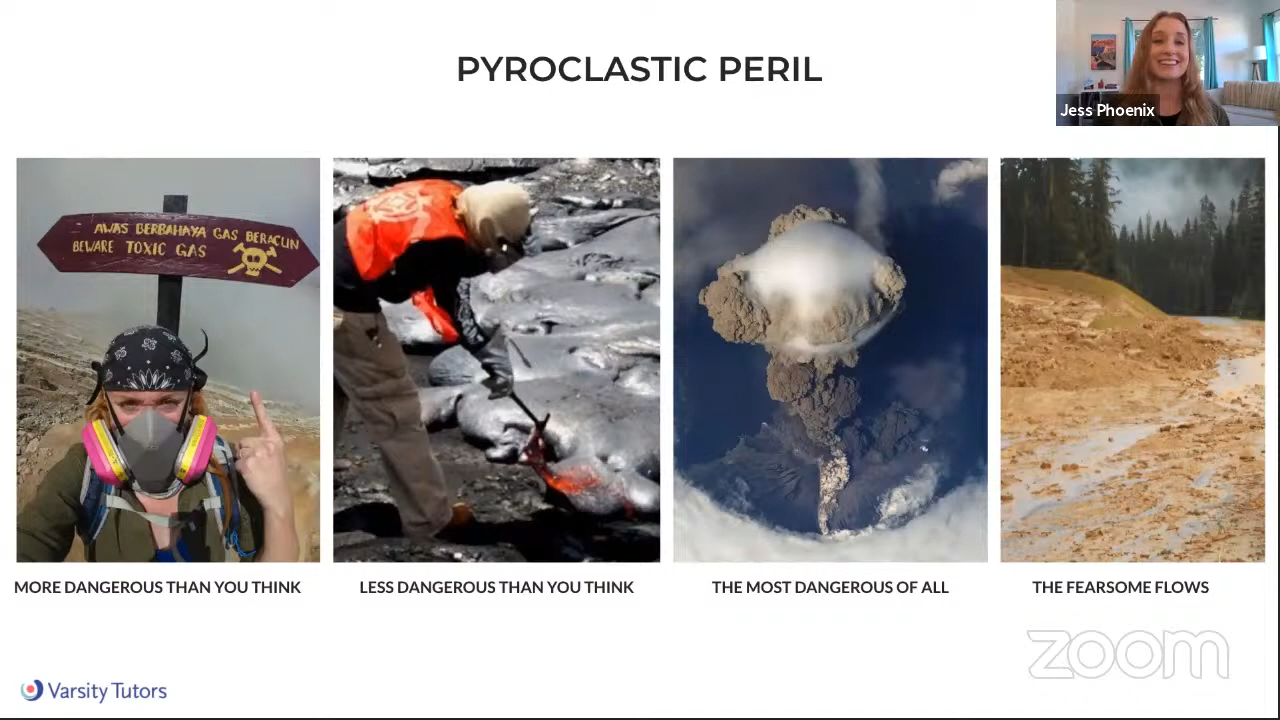 PYROCLASTIC PERIL
Jess Phoenix
AWAS BERBAHAYA GAS BERACUN
BEWARE TOXIC GAS
MORE DANGEROUS THAN YOU THINK
LESS DANGEROUS THAN YOU THINK
THE MOST DANGEROUS OF ALL
THE FEARSOME FLOWS
zoom
Varsity Tutors